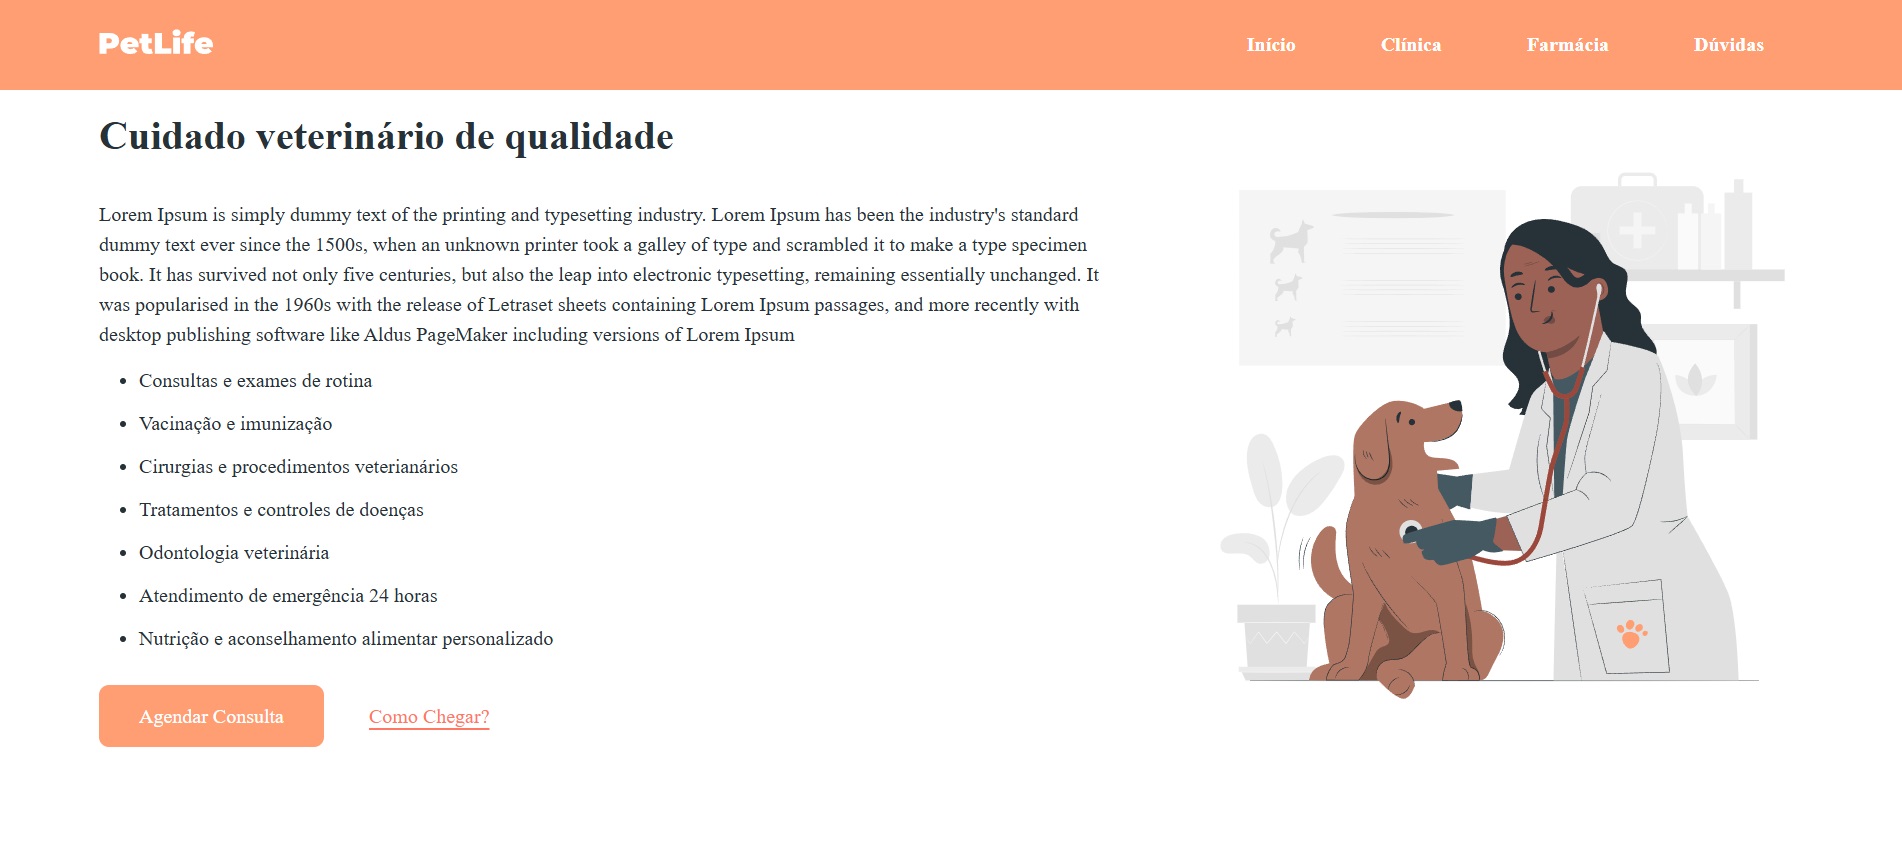 PetLife
Início Clínica Farmácia Dúvidas
Cuidado veterinário de qualidade
Lorem Ipsum is simply dummy text of the printing and typesetting industry. Lorem Ipsum has been the industry's standard
dummy text ever since the 1500s, when an unknown printer took a galley of type and scrambled it to make a type specimen
book. It has survived not only five centuries, but also the leap into electronic typesetting, remaining essentially unchanged. It
was popularised in the 1960s with the release of Letraset sheets containing Lorem Ipsum passages, and more recently with
desktop publishing software like Aldus PageMaker including versions of Lorem Ipsum
• Consultas e exames de rotina
• Vacinação e imunização
• Cirurgias e procedimentos veterianários
• Tratamentos e controles de doenças
• Odontologia veterinária
• Atendimento de emergência 24 horas
• Nutrição e aconselhamento alimentar personalizado
Agendar Consulta Como Chegar?